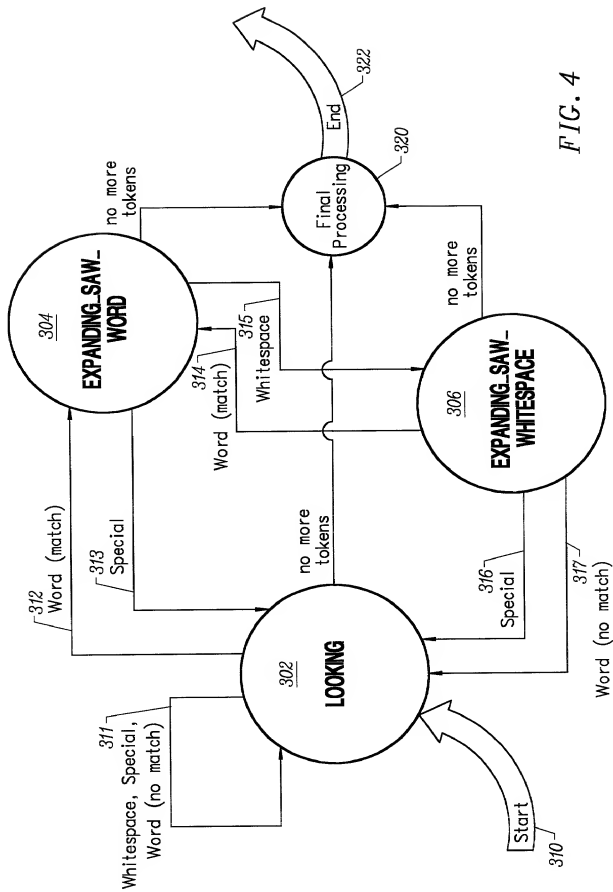 FIG. 4
Start
310
Whitespace, Special,
Word (no match)
311
302
LOOKING
312
Word (match)
313
Special
304
EXPANDING_SAW_
WORD
no more
tokens
314
Word (match)
315
Whitespace
no more
tokens
306
EXPANDING_SAW_
WHITESPACE
316
Special
317
Word (no match)
no more
tokens
Final
Processing
320
End
322